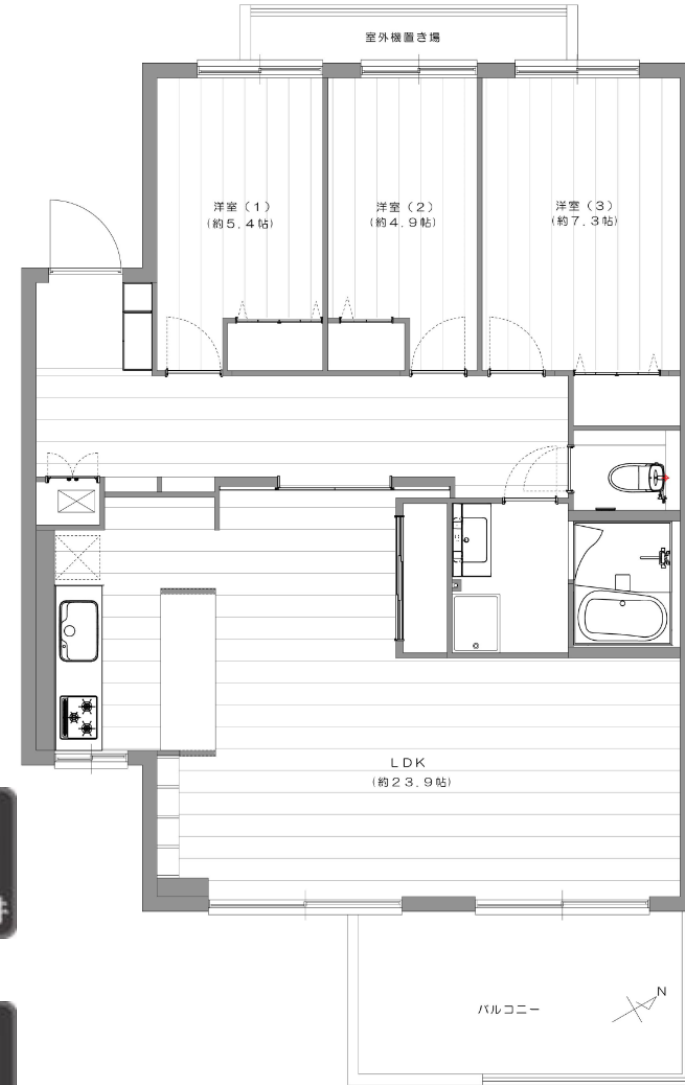 室外機置き場
洋室（1）
（約5.4帖）
洋室（2）
（約4.9帖）
洋室（3）
（約7.3帖）
LDK
（約23.9帖）
バルコニー
N